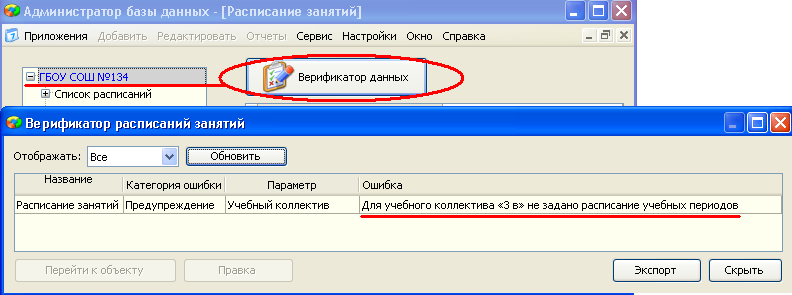 Администратор базы данных - [Расписание занятий]
Приложения Добавить Редактировать Отчеты Сервис Настройки Окно Справка
ГБОУ СОШ №134
Верификатор данных
Список расписаний
Верификатор расписаний занятий
Отображать: Все Обновить
Название Категория ошибки Параметр Ошибка
Расписание занятий Предупреждение Учебный коллектив Для учебного коллектива «3 в» не задано расписание учебных периодов
Перейти к объекту Правка Экспорт Скрыть